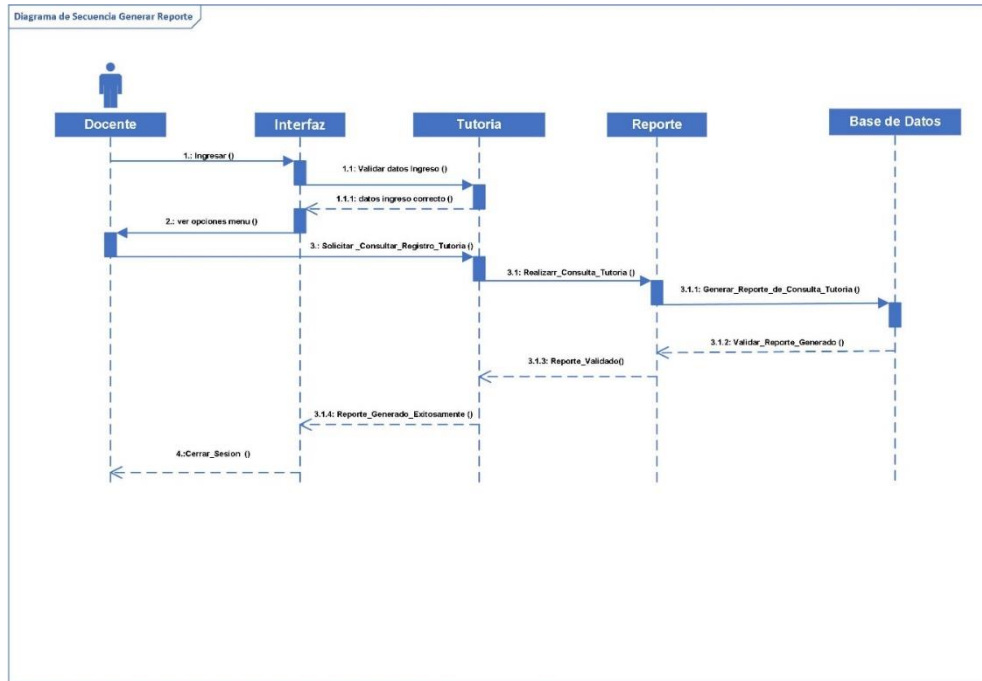 Diagrama de Secuencia Generar Reporte
Docente
Interfaz
Tutoria
Reporte
Base de Datos
1.: Ingresar ()
1.1: Validar datos Ingreso ()
1.1.1: datos ingreso correcto ()
2.: ver opciones menu ()
3.: Solicitar _Consultar_Registro_Tutoria ()
3.1: Realizarr_Consulta_Tutoria ()
3.1.1: Generar_Reporte_de_Consulta_Tutoria ()
3.1.2: Validar_Reporte_Generado ()
3.1.3: Reporte_Validado()
3.1.4: Reporte_Generado_Exitosamente ()
4.:Cerrar_Sesion ()